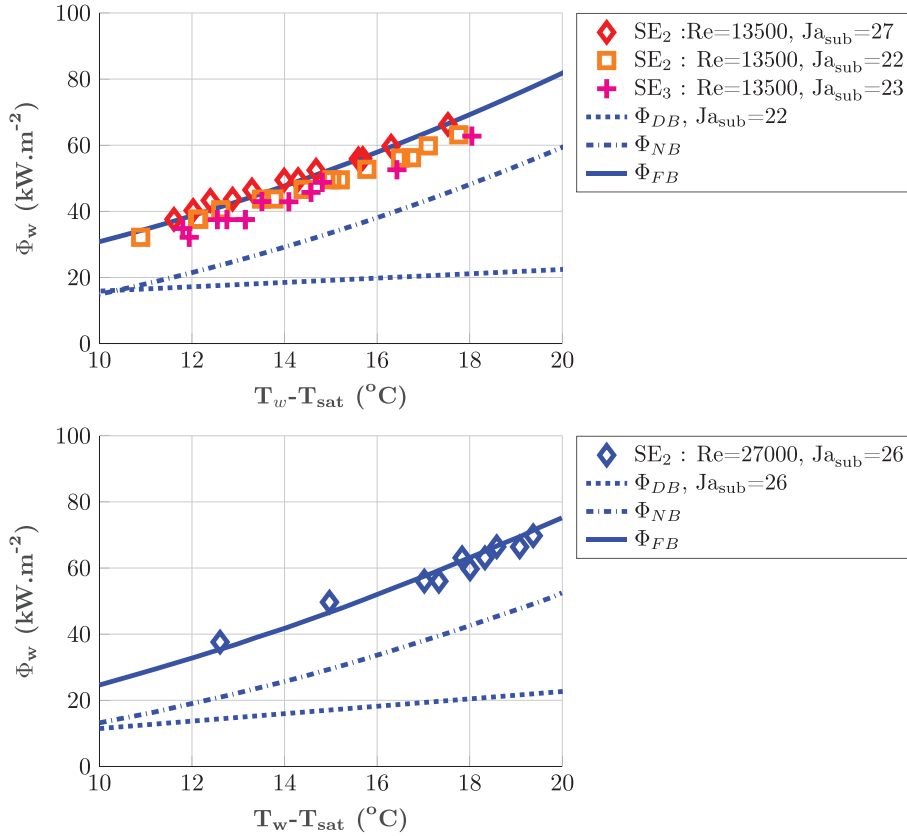 100
80
60
40
20
0
Φw (kW.m-2)
10 12 14 16 18 20
Tw-Tsat (oC)
SE2 :Re=13500, Jasub=27
SE2 : Re=13500, Jasub=22
SE3 : Re=13500, Jasub=23
ΦDB, Jasub=22
ΦNB
ΦFB
100
80
60
40
20
0
Φw (kW.m-2)
10 12 14 16 18 20
Tw-Tsat (oC)
SE2 : Re=27000, Jasub=26
ΦDB, Jasub=26
ΦNB
ΦFB